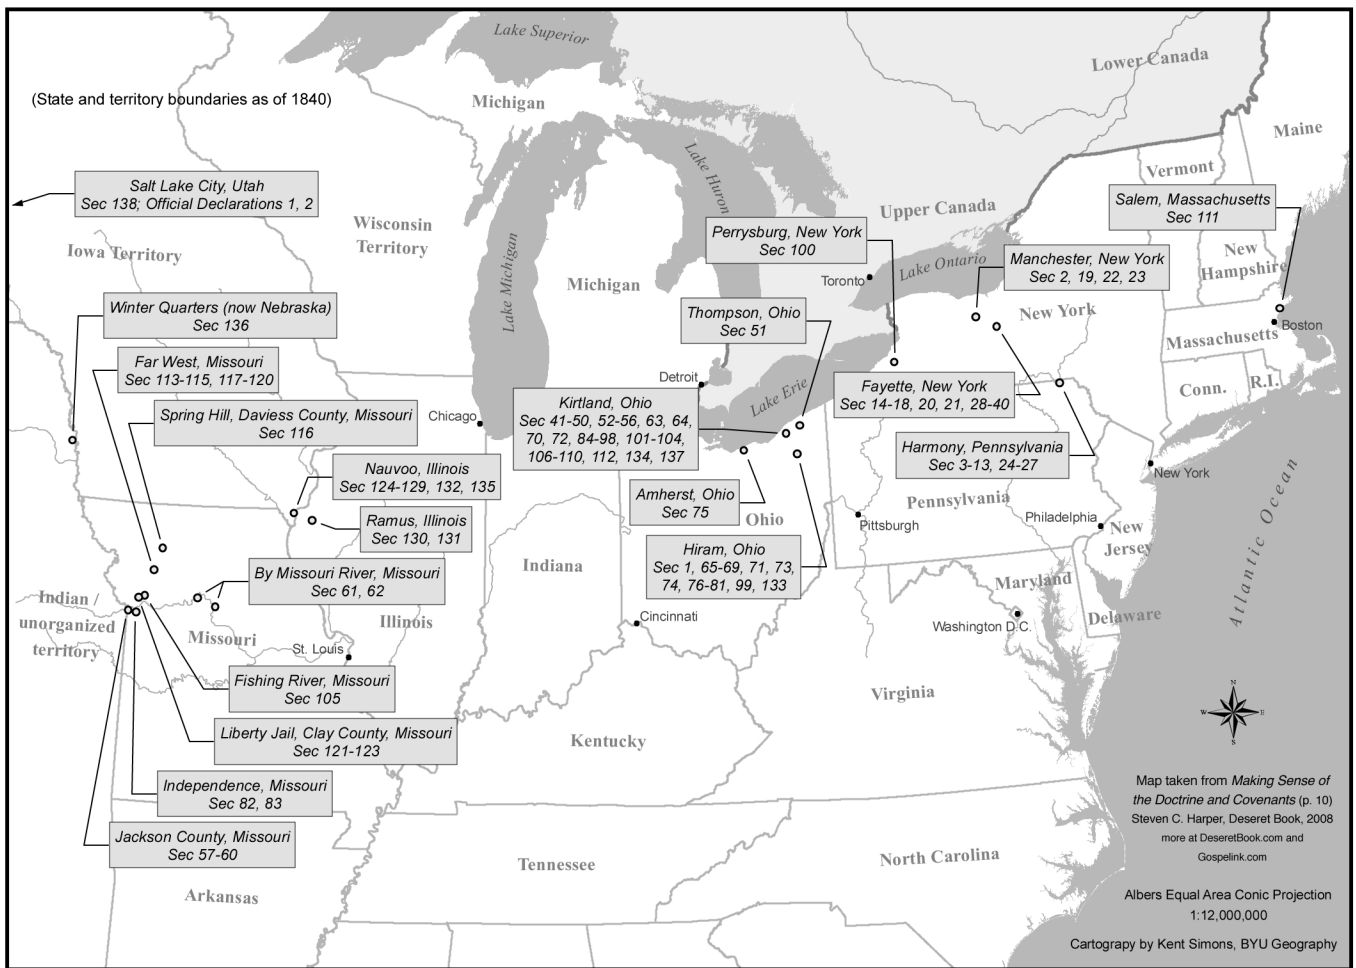 Lake Superior
Lower Canada
(State and territory boundaries as of 1840)
Michigan
Maine
Vermont
Salt Lake City, Utah
Sec 138; Official Declarations 1, 2
Lake Huron
Salem, Massachusetts
Sec 111
Wisconsin
Territory
Upper Canada
Perrysburg, New York
Sec 100
Iowa Territory
New
Hampshire
Lake Michigan
Michigan
Toronto
Lake Ontario
Manchester, New York
Sec 2, 19, 22, 23
Winter Quarters (now Nebraska)
Sec 136
Thompson, Ohio
Sec 51
New York
Boston
Massachusetts
Far West, Missouri
Sec 113-115, 117-120
Detroit
Lake Erie
Fayette, New York
Sec 14-18, 20, 21, 28-40
Conn.
R.I.
Spring Hill, Daviess County, Missouri
Sec 116
Chicago
Kirtland, Ohio
Sec 41-50, 52-56, 63, 64,
70, 72, 84-98, 101-104,
106-110, 112, 134, 137
Harmony, Pennsylvania
Sec 3-13, 24-27
New York
Nauvoo, Illinois
Sec 124-129, 132, 135
Amherst, Ohio
Sec 75
Ohio
Pennsylvania
Pittsburgh
Philadelphia
New
Jersey
Atlantic Ocean
Ramus, Illinois
Sec 130, 131
Hiram, Ohio
Sec 1, 65-69, 71, 73,
74, 76-81, 99, 133
Indiana
By Missouri River, Missouri
Sec 61, 62
Maryland
Delaware
Indian /
unorganized
territory
Missouri
Illinois
Cincinnati
Washington D.C.
St. Louis
Fishing River, Missouri
Sec 105
Virginia
N
W
E
S
Liberty Jail, Clay County, Missouri
Sec 121-123
Kentucky
Independence, Missouri
Sec 82, 83
Map taken from Making Sense of
the Doctrine and Covenants (p. 10)
Steven C. Harper, Deseret Book, 2008
more at DeseretBook.com and
Gospelink.com
Jackson County, Missouri
Sec 57-60
Tennessee
North Carolina
Arkansas
Albers Equal Area Conic Projection
1:12,000,000
Cartograpy by Kent Simons, BYU Geography